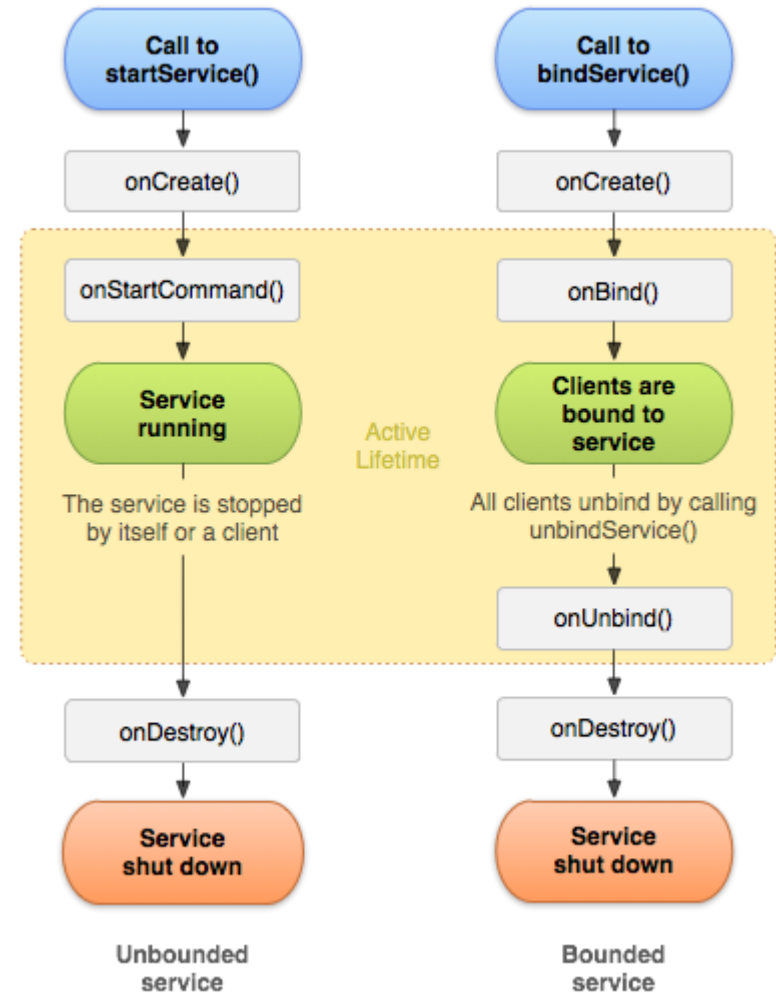 Call to
startService()
onCreate()
onStartCommand()
Service
running
The service is stopped
by itself or a client
onDestroy()
Service
shut down
Unbounded
service
Active
Lifetime
Call to
bindService()
onCreate()
onBind()
Clients are
bound to
service
All clients unbind by calling
unbindService()
onUnbind()
onDestroy()
Service
shut down
Bounded
service